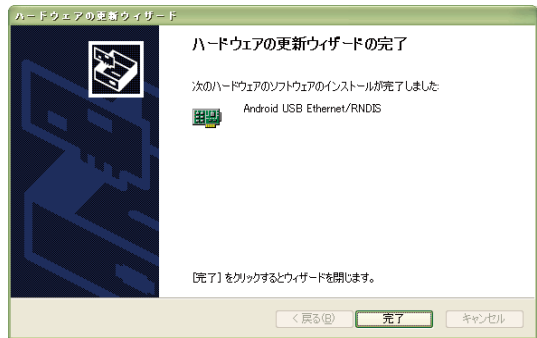 ハードウェアの更新ウィザード
ハードウェアの更新ウィザードの完了
次のハードウェアのソフトウェアのインストールが完了しました:
Android USB Ethernet/RNDIS
[完了] をクリックするとウィザードを閉じます。
< 戻る(B)
完了
キャンセル